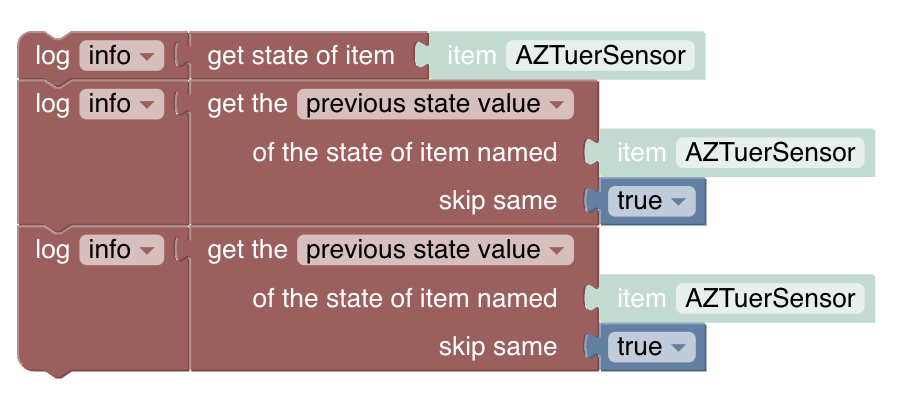 log info get state of item item AZTuerSensor
log info get the previous state value
of the state of item named item AZTuerSensor
skip same true
log info get the previous state value
of the state of item named item AZTuerSensor
skip same true